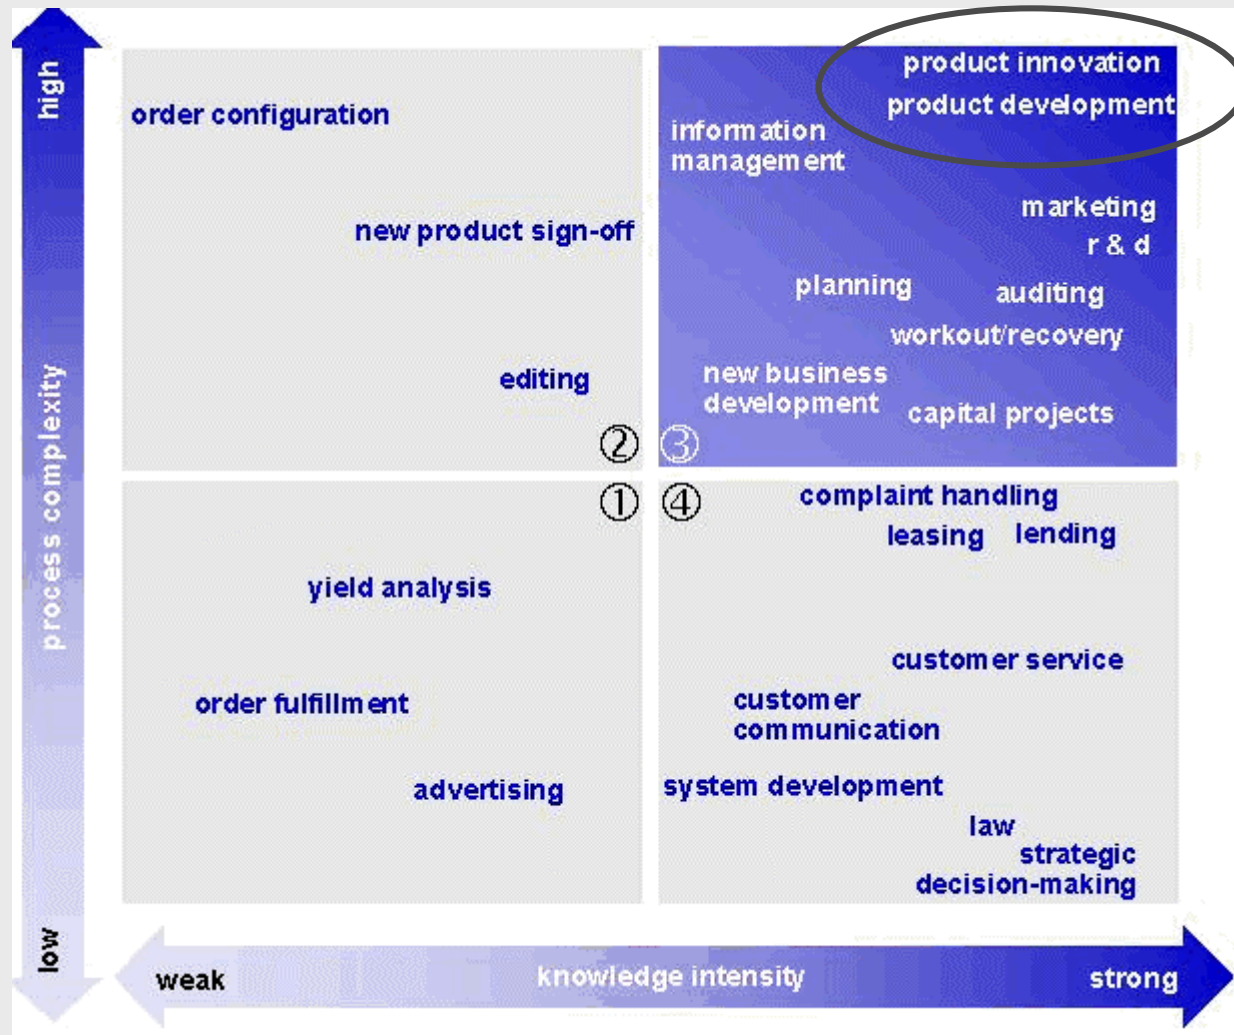 high
process complexity
low
order configuration
new product sign-off
editing
②
product innovation
product development
information
management
marketing
r & d
planning
auditing
workout/recovery
new business
development
capital projects
③
①
yield analysis
order fulfillment
advertising
④
complaint handling
leasing
lending
customer service
customer
communication
system development
law
strategic
decision-making
weak
knowledge intensity
strong